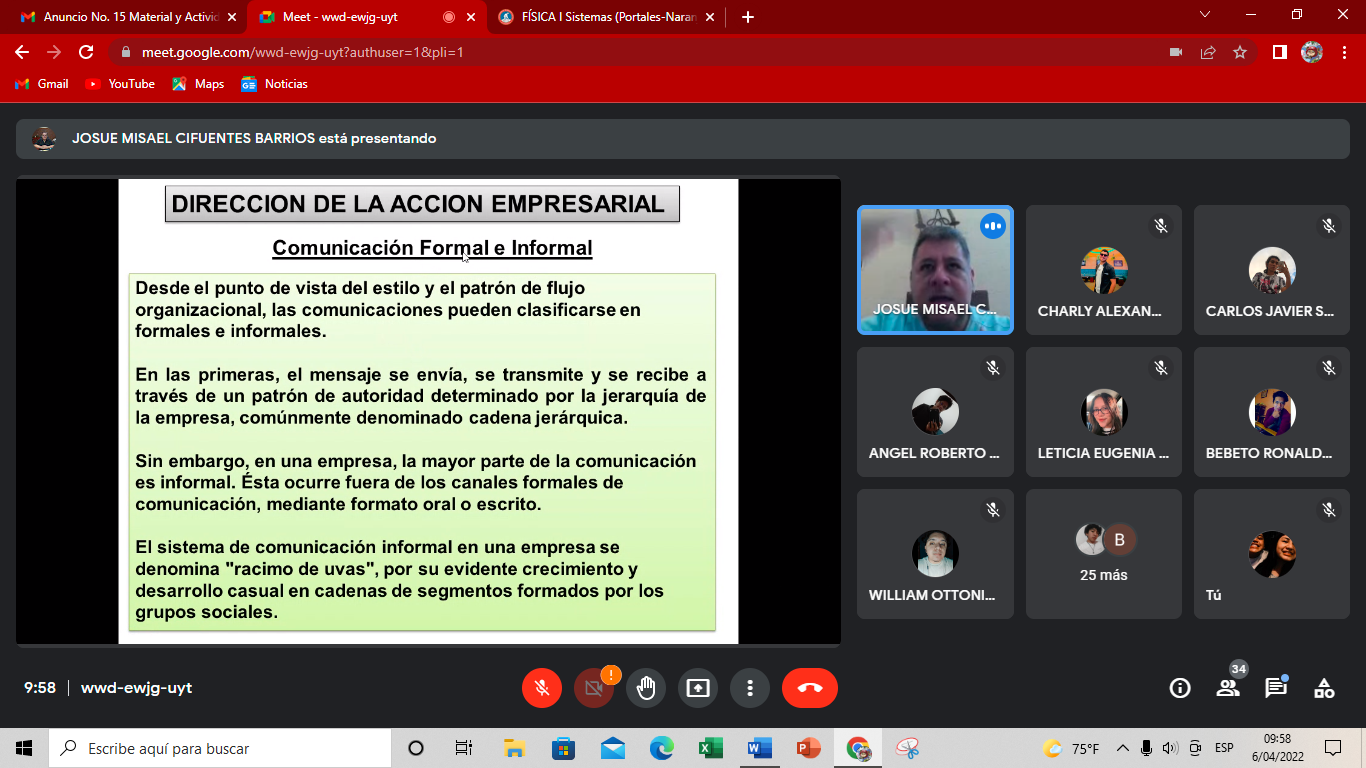 Anuncio No. 15 Material y Activid
Meet - wwd-ewjg-uyt
FÍSICA I Sistemas (Portales-Naran
meet.google.com/wwd-ewjg-uyt?authuser=1&pli=1
Gmail
YouTube
Maps
Noticias
JOSUE MISAEL CIFUENTES BARRIOS está presentando
DIRECCION DE LA ACCION EMPRESARIAL
Comunicación Formal e Informal
Desde el punto de vista del estilo y el patrón de flujo
organizacional, las comunicaciones pueden clasificarse en
formales e informales.
En las primeras, el mensaje se envía, se transmite y se recibe a
través de un patrón de autoridad determinado por la jerarquía de
la empresa, comúnmente denominado cadena jerárquica.
Sin embargo, en una empresa, la mayor parte de la comunicación
es informal. Ésta ocurre fuera de los canales formales de
comunicación, mediante formato oral o escrito.
El sistema de comunicación informal en una empresa se
denomina "racimo de uvas", por su evidente crecimiento y
desarrollo casual en cadenas de segmentos formados por los
grupos sociales.
JOSUE MISAEL C...
CHARLY ALEXAN...
CARLOS JAVIER S...
ANGEL ROBERTO ...
LETICIA EUGENIA ...
BEBETO RONALD...
WILLIAM OTTONI...
B
25 más
Tú
9:58 | wwd-ewjg-uyt
!
34
Escribe aquí para buscar
75°F
ESP
09:58
6/04/2022